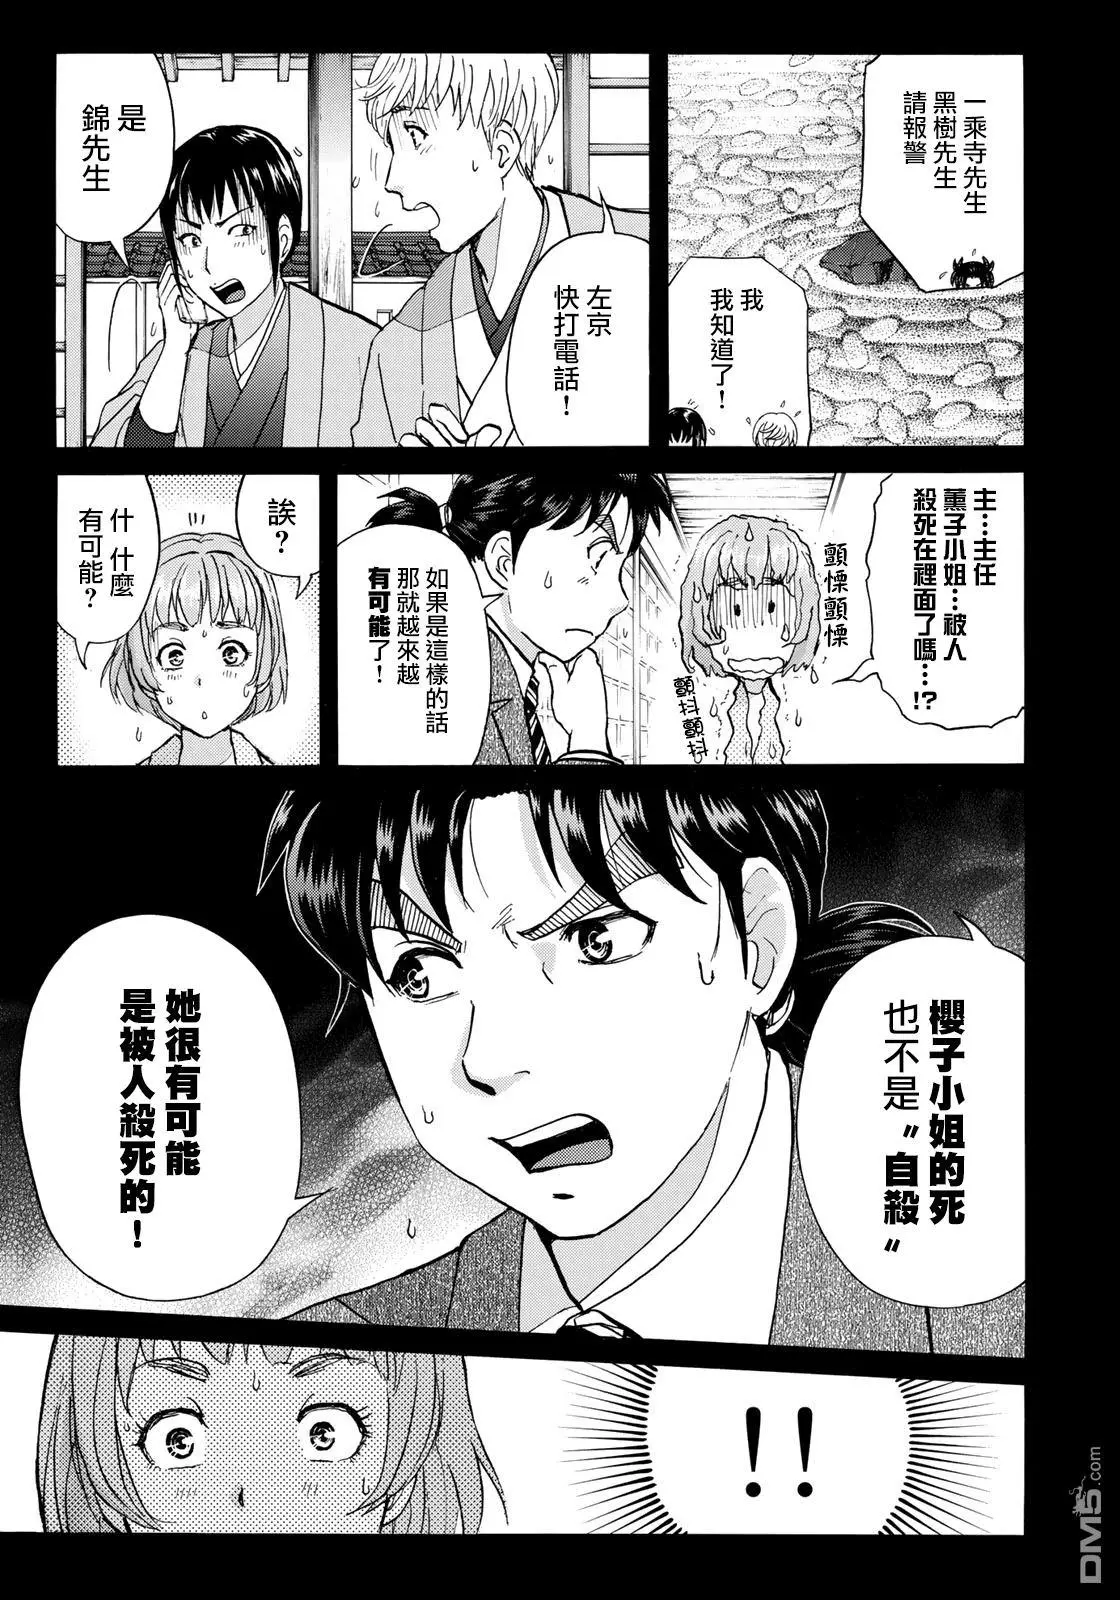 一乘寺先生
黑樹先生
請報警
我
我知道了！
左京
快打電話！
是
錦先生
主…主任
薰子小姐…被人
殺死在裡面了嗎…!?
顫慄顫慄
顫抖顫抖
如果是這樣的話
那就越來越
有可能了！
誒？
什 什麼
有可能？
櫻子小姐的死
也不是〝自殺〞
她很有可能
是被人殺死的！
！！
DM5.com